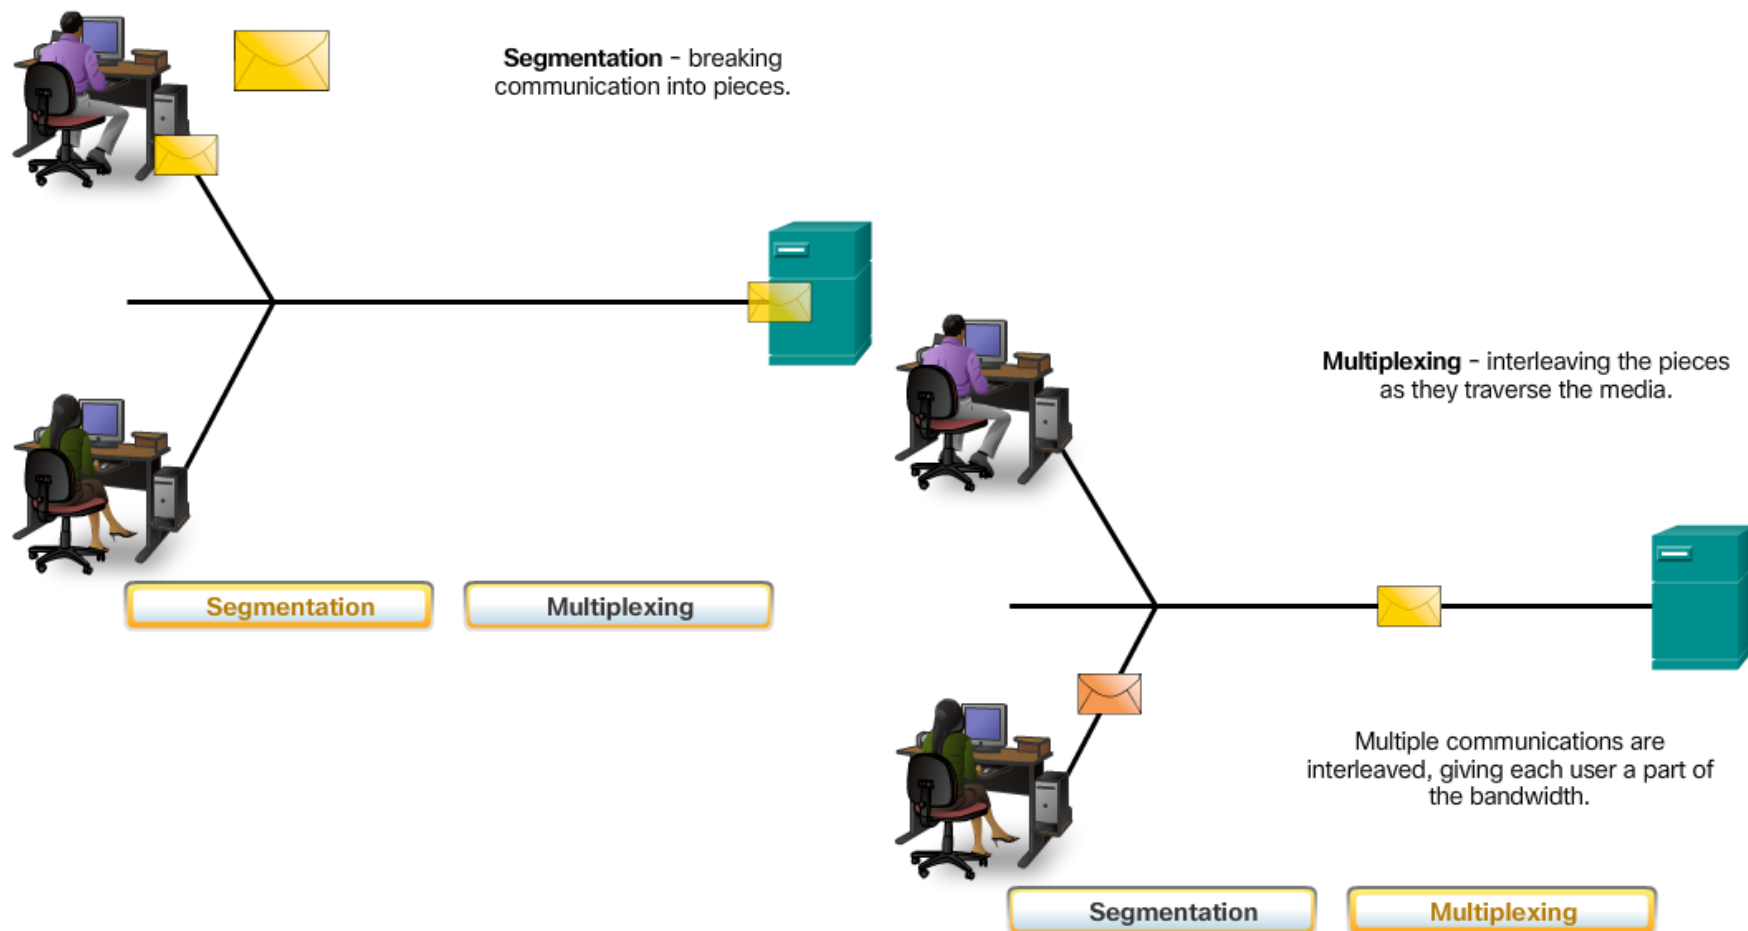 Segmentation - breaking
communication into pieces.
Segmentation
Multiplexing
Multiplexing - interleaving the pieces
as they traverse the media.
Multiple communications are
interleaved, giving each user a part of
the bandwidth.
Segmentation
Multiplexing